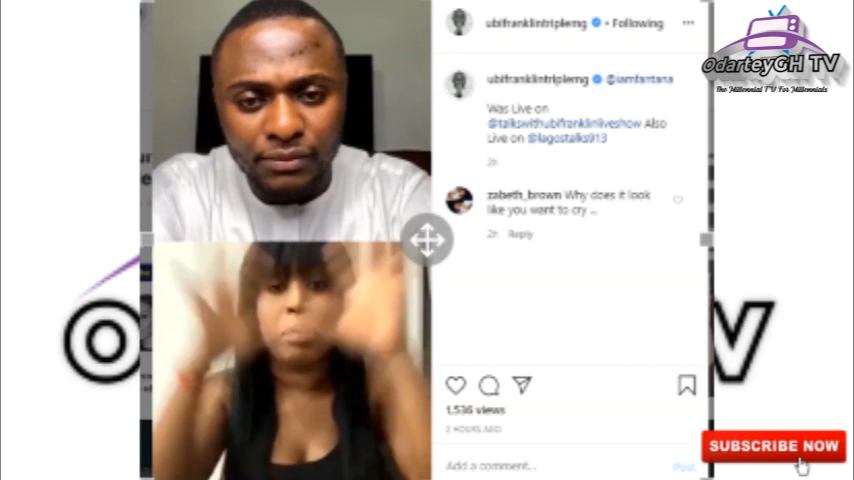 ubifranklintriplemg • Following
OdarteyGH TV
The Millennial TV For Millennials
ubifranklintriplemg @iamfantana
Was Live on
@talkswithubifranklinliveshow Also
Live on @lagostalks913
2h
zabeth_brown Why does it look
like you want to cry ...
2h Reply
O
V
1,536 views
2 HOURS AGO
SUBSCRIBE NOW
Add a comment...
Post